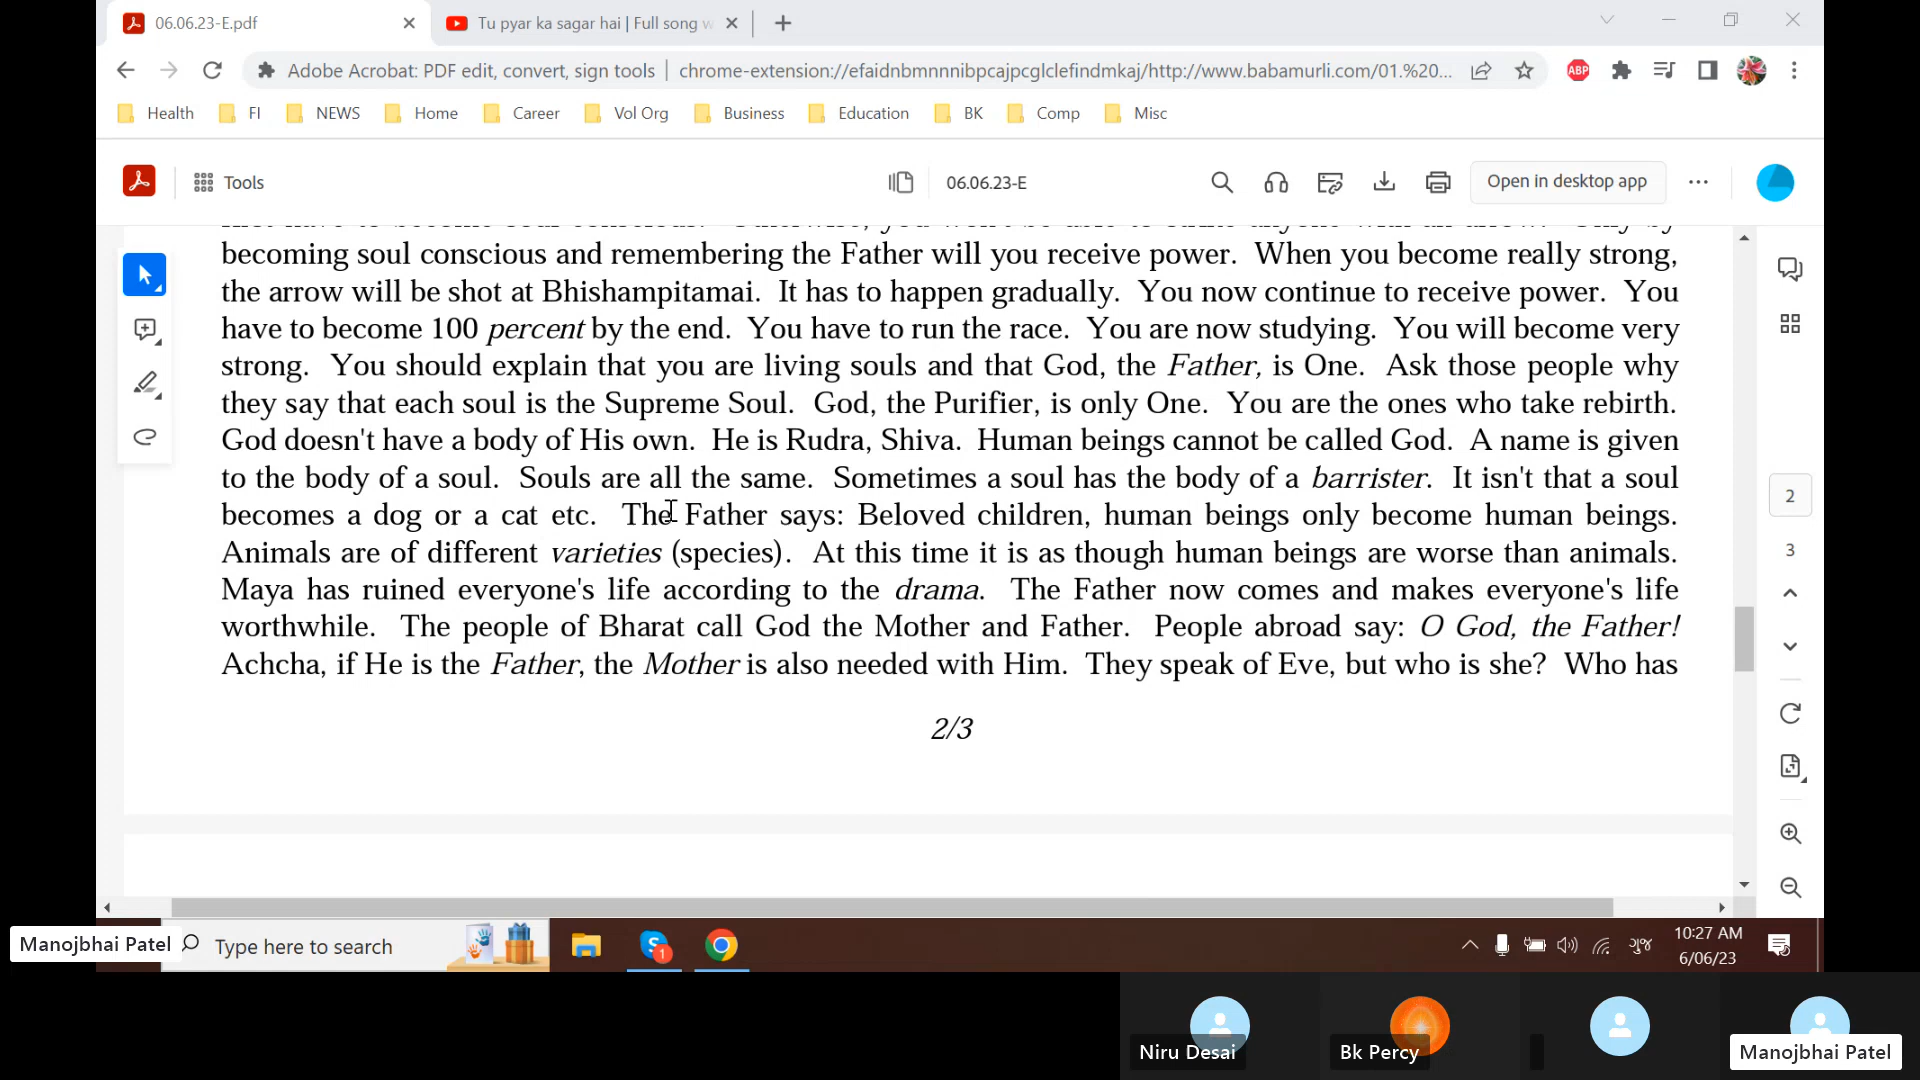 06.06.23-E.pdf
Tu pyar ka sagar hai | Full song w
Adobe Acrobat: PDF edit, convert, sign tools
chrome-extension://efaidnbmnnnibpcajpcglclefindmkaj/http://www.babamurli.com/01.%20...
ABP
Health
FI
NEWS
Home
Career
Vol Org
Business
Education
BK
Comp
Misc
Tools
06.06.23-E
Open in desktop app
becoming soul conscious and remembering the Father will you receive power. When you become really strong,
the arrow will be shot at Bhishampitamai. It has to happen gradually. You now continue to receive power. You
have to become 100 percent by the end. You have to run the race. You are now studying. You will become very
strong. You should explain that you are living souls and that God, the Father, is One. Ask those people why
they say that each soul is the Supreme Soul. God, the Purifier, is only One. You are the ones who take rebirth.
God doesn't have a body of His own. He is Rudra, Shiva. Human beings cannot be called God. A name is given
to the body of a soul. Souls are all the same. Sometimes a soul has the body of a barrister. It isn't that a soul
becomes a dog or a cat etc. The Father says: Beloved children, human beings only become human beings.
Animals are of different varieties (species). At this time it is as though human beings are worse than animals.
Maya has ruined everyone's life according to the drama. The Father now comes and makes everyone's life
worthwhile. The people of Bharat call God the Mother and Father. People abroad say: O God, the Father!
Achcha, if He is the Father, the Mother is also needed with Him. They speak of Eve, but who is she? Who has
2/3
2
3
Manojbhai Patel
Type here to search
1
ગુજ
10:27 AM
6/06/23
Niru Desai
Bk Percy
Manojbhai Patel